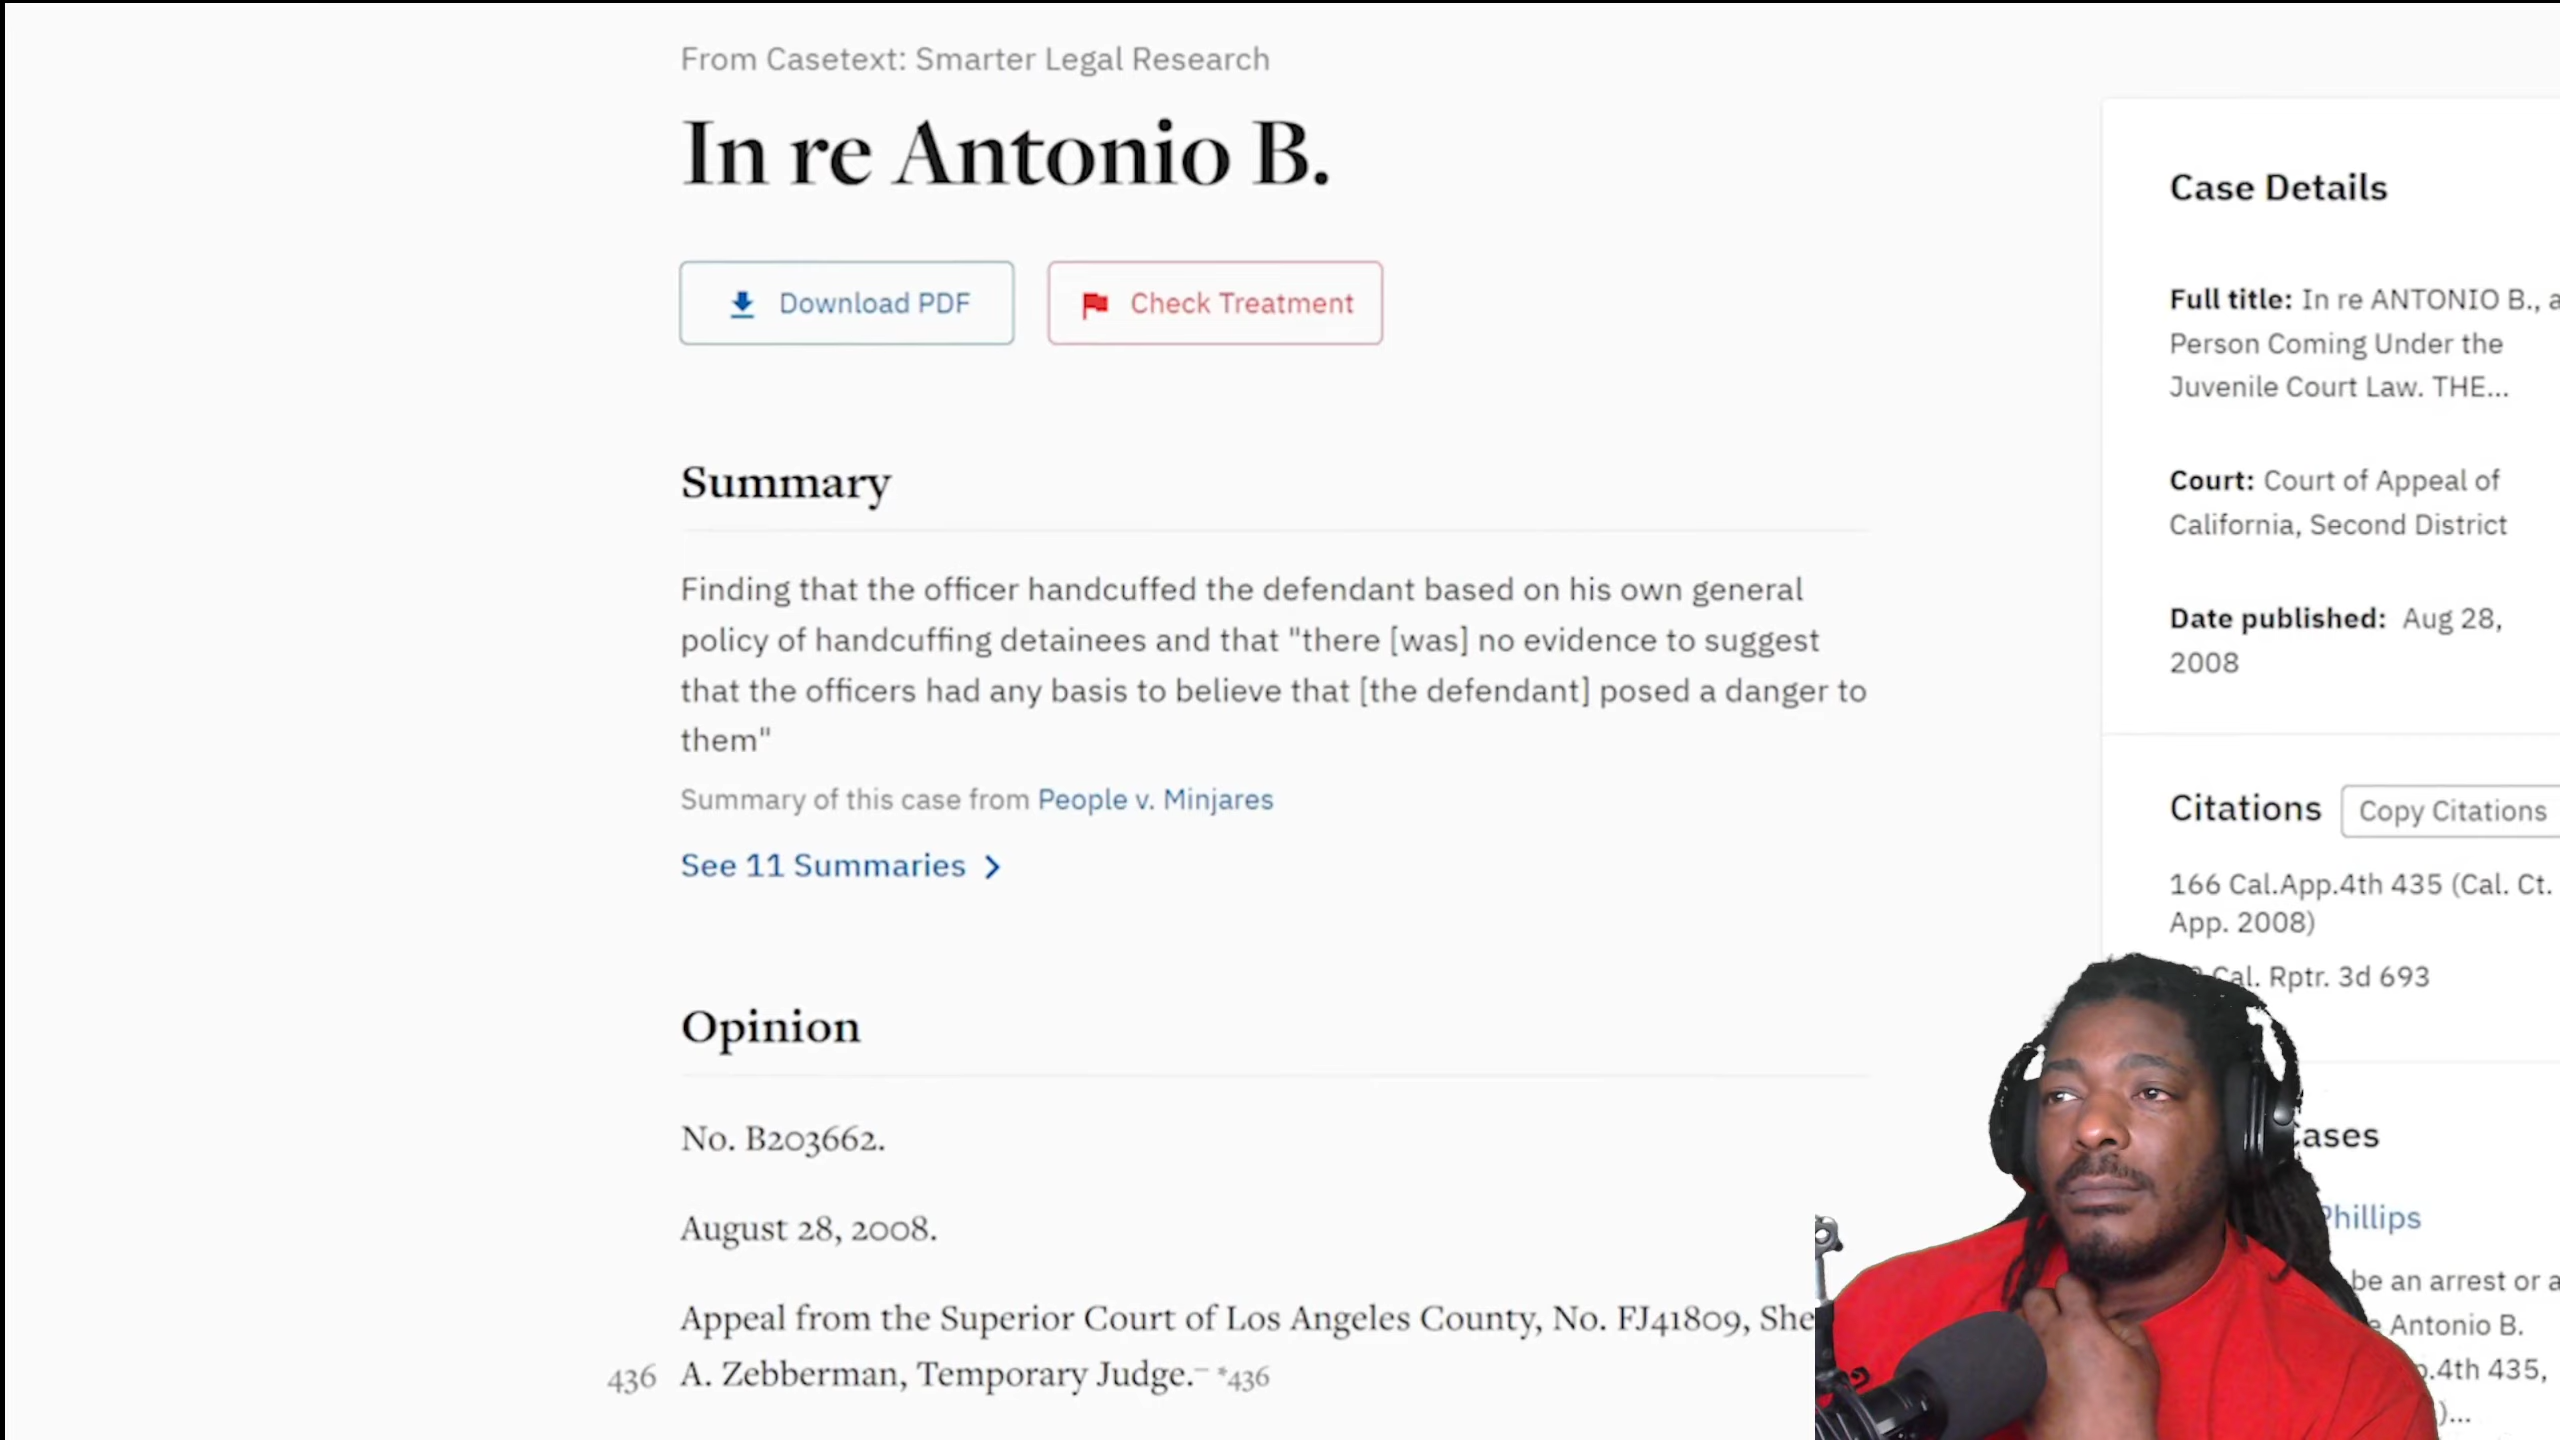 From Casetext: Smarter Legal Research
In re Antonio B.
Download PDF
Check Treatment
Summary
Finding that the officer handcuffed the defendant based on his own general
policy of handcuffing detainees and that "there [was] no evidence to suggest
that the officers had any basis to believe that [the defendant] posed a danger to
them"
Summary of this case from People v. Minjares
See 11 Summaries
Opinion
No. B203662.
August 28, 2008.
Appeal from the Superior Court of Los Angeles County, No. FJ41809, She
436 A. Zebberman, Temporary Judge.– *436
Case Details
Full title: In re ANTONIO B., a
Person Coming Under the
Juvenile Court Law. THE...
Court: Court of Appeal of
California, Second District
Date published: Aug 28,
2008
Citations
Copy Citations
166 Cal.App.4th 435 (Cal. Ct.
App. 2008)
Cal. Rptr. 3d 693
Cases
Phillips
be an arrest or a
Antonio B.
.4th 435,
)...